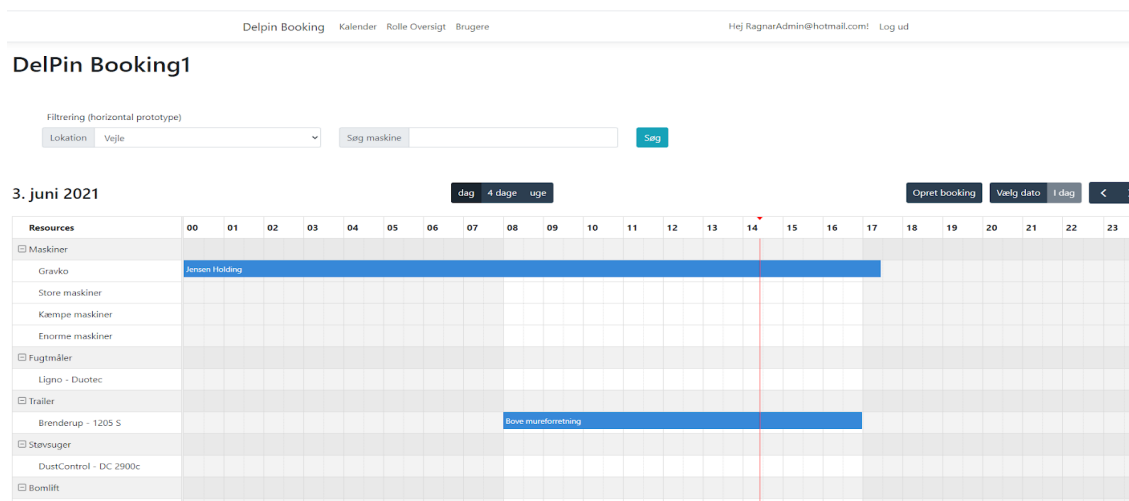 Delpin Booking Kalender Rolle Oversigt Brugere Hej RagnarAdmin@hotmail.com! Log ud
DelPin Booking1
Filtrering (horizontal prototype)
Lokation Vejle Søg maskine Søg
3. juni 2021 dag 4 dage uge Opret booking Vælg dato I dag
Resources 00 01 02 03 04 05 06 07 08 09 10 11 12 13 14 15 16 17 18 19 20 21 22 23
Maskiner
Gravko Jensen Holding
Store maskiner
Kæmpe maskiner
Enorme maskiner
Fugtmåler
Ligno - Duotec
Trailer
Brenderup - 1205 S Bove mureforretning
Støvsuger
DustControl - DC 2900c
Bomlift